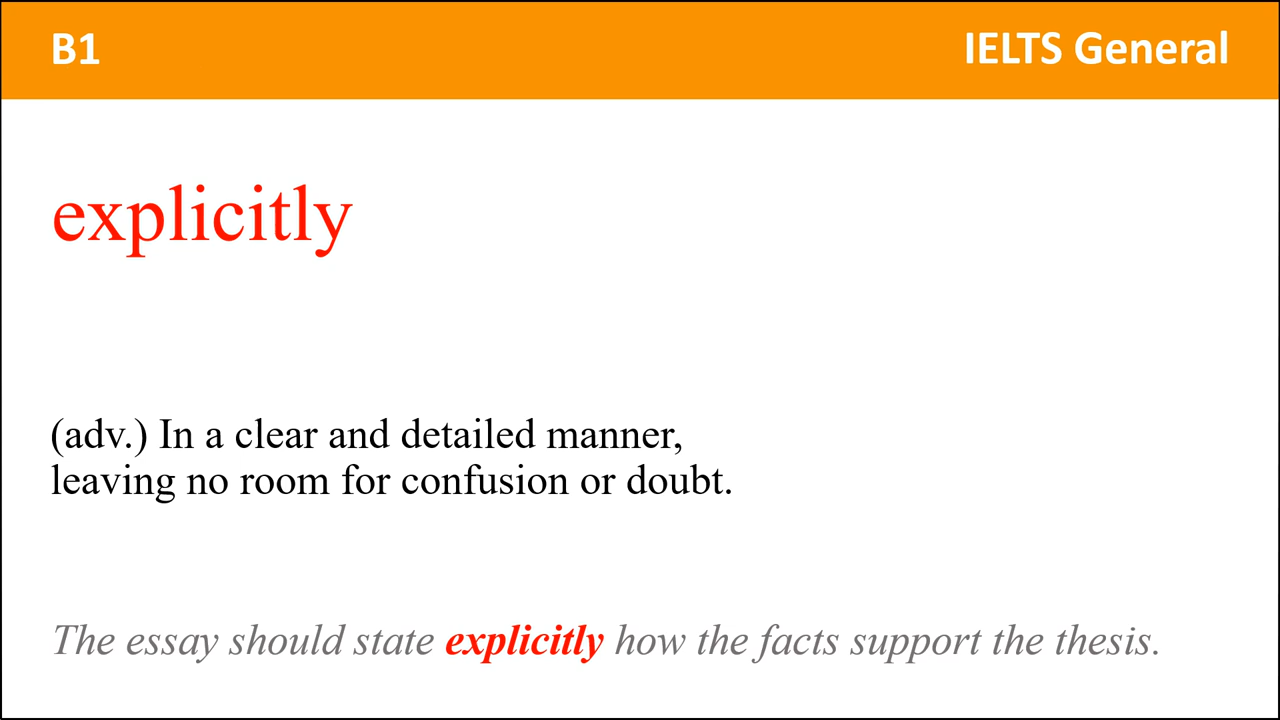 B1
IELTS General
explicitly
(adv.) In a clear and detailed manner,
leaving no room for confusion or doubt.
The essay should state explicitly how the facts support the thesis.